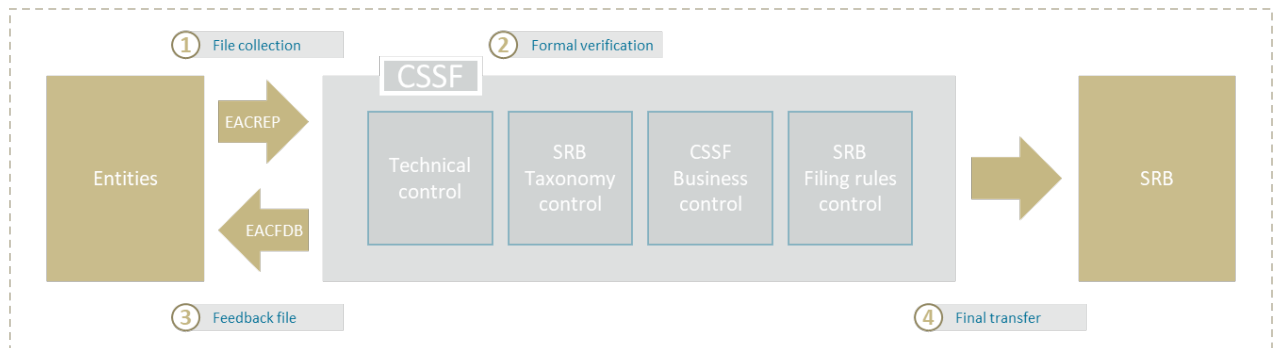 1 File collection
2 Formal verification
CSSF
Entities
EACREP
EACFDB
Technical
control
SRB
Taxonomy
control
CSSF
Business
control
SRB
Filing rules
control
SRB
3 Feedback file
4 Final transfer